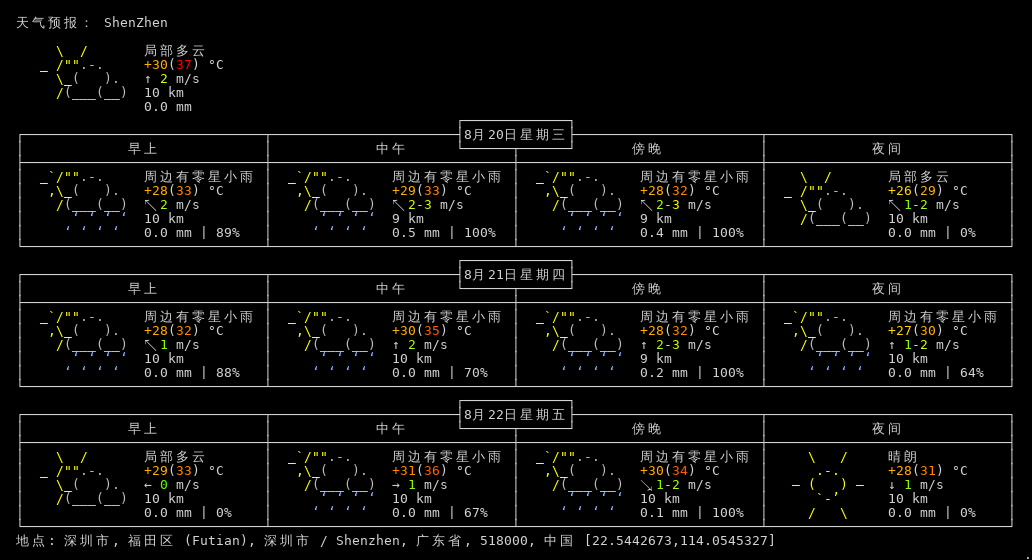 天气预报： ShenZhen
局部多云
+30(37) °C
↑ 2 m/s
10 km
0.0 mm
8月20日星期三
早上 中午 傍晚 夜间
周边有零星小雨 周边有零星小雨 周边有零星小雨 局部多云
+28(33) °C +29(33) °C +28(32) °C +26(29) °C
↖ 2 m/s ↖ 2-3 m/s ↖ 2-3 m/s ↖ 1-2 m/s
10 km 9 km 9 km 10 km
0.0 mm | 89% 0.5 mm | 100% 0.4 mm | 100% 0.0 mm | 0%
8月21日星期四
早上 中午 傍晚 夜间
周边有零星小雨 周边有零星小雨 周边有零星小雨 周边有零星小雨
+28(32) °C +30(35) °C +28(32) °C +27(30) °C
↖ 1 m/s ↑ 2 m/s ↑ 2-3 m/s ↑ 1-2 m/s
10 km 10 km 9 km 10 km
0.0 mm | 88% 0.0 mm | 70% 0.2 mm | 100% 0.0 mm | 64%
8月22日星期五
早上 中午 傍晚 夜间
局部多云 周边有零星小雨 周边有零星小雨 晴朗
+29(33) °C +31(36) °C +30(34) °C +28(31) °C
← 0 m/s → 1 m/s ↘ 1-2 m/s ↓ 1 m/s
10 km 10 km 10 km 10 km
0.0 mm | 0% 0.0 mm | 67% 0.1 mm | 100% 0.0 mm | 0%
地点: 深圳市, 福田区 (Futian), 深圳市 / Shenzhen, 广东省, 518000, 中国 [22.5442673,114.0545327]